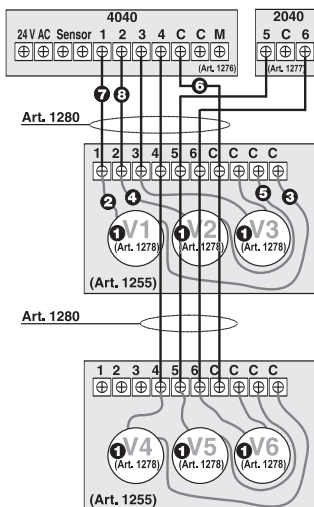 4040 2040
24 V AC Sensor 1 2 3 4 C C M 5 C 6
(Art. 1276) (Art. 1277)
6
7 8
Art. 1280
1 2 3 4 5 6 C C C C
2 4 5 3
1 V1 1 V2 1 V3
(Art. 1278) (Art. 1278) (Art. 1278)
(Art. 1255)
Art. 1280
1 2 3 4 5 6 C C C C
1 V4 1 V5 1 V6
(Art. 1278) (Art. 1278) (Art. 1278)
(Art. 1255)